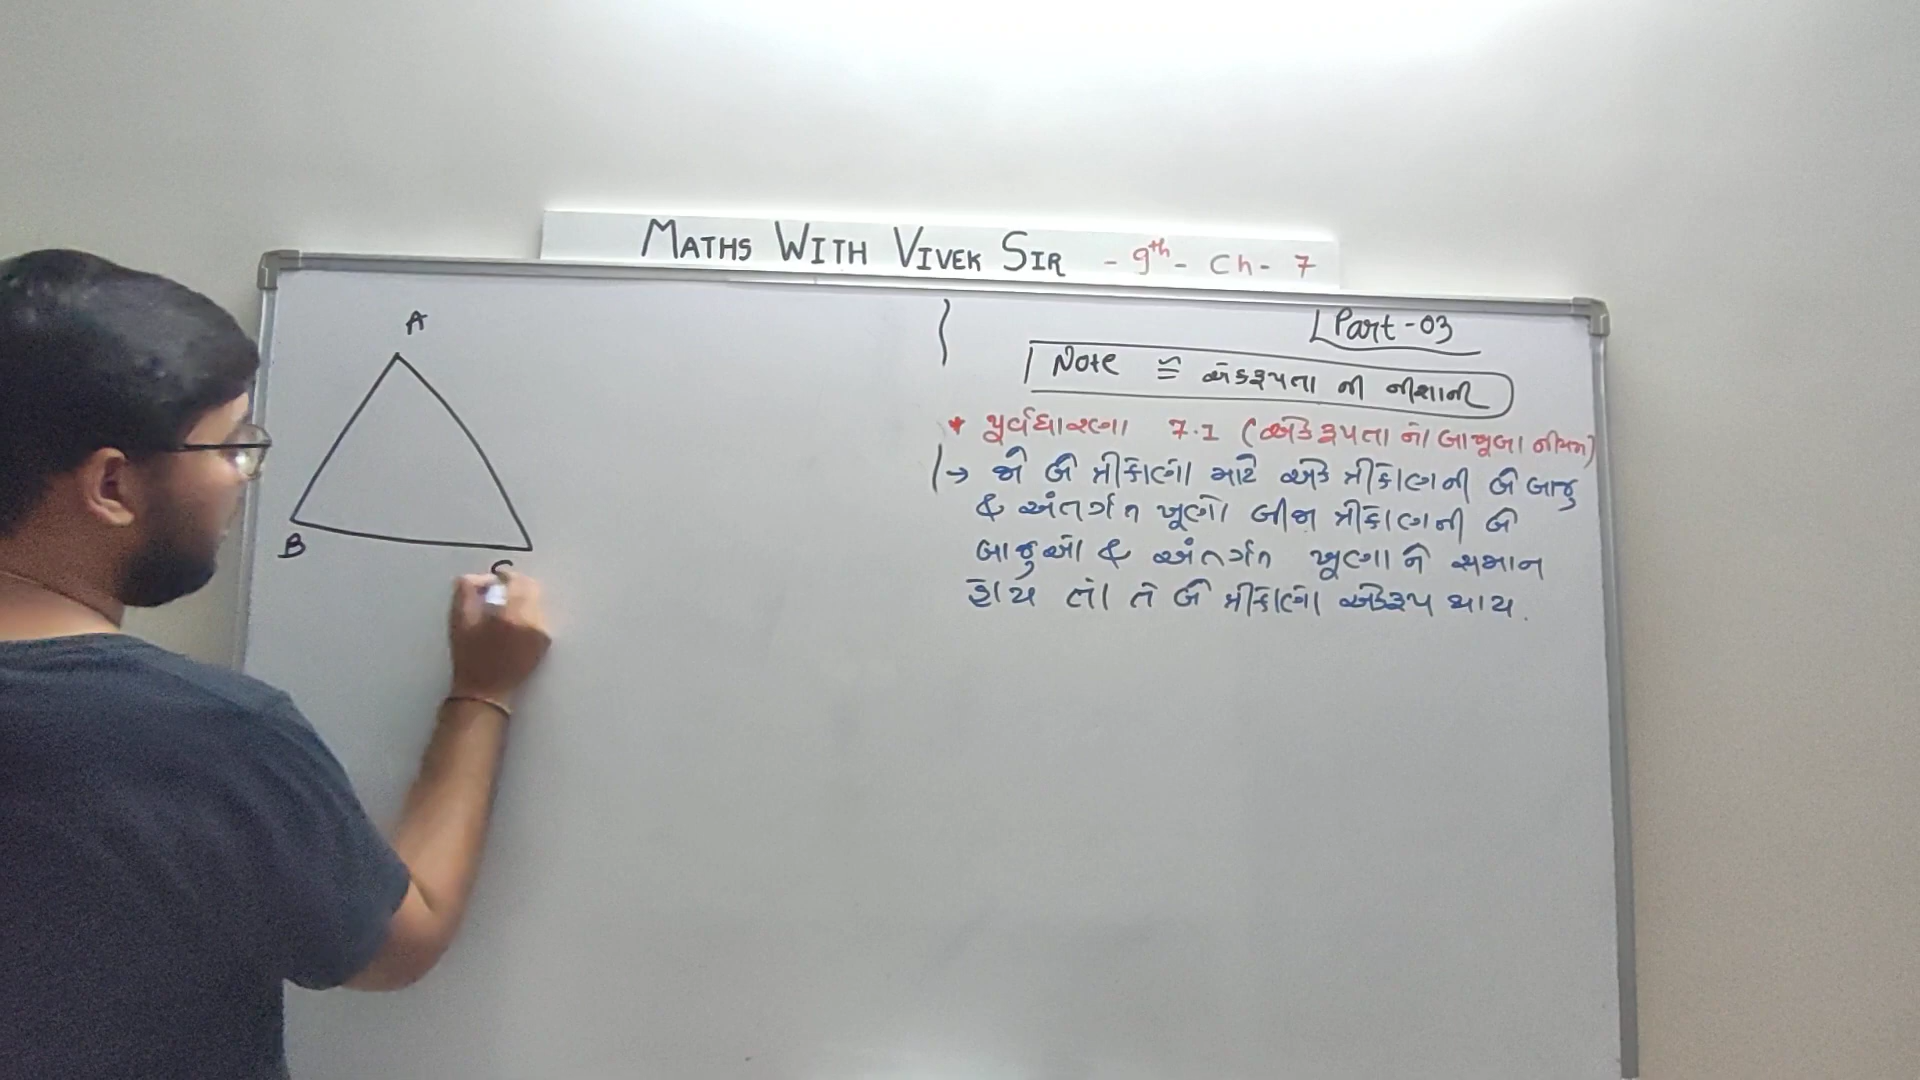 MATHS WITH VIVEK SIR - 9th - Ch - 7
Part - 03
Note ≅ એકરૂપતા ની નીશાની
* પૂર્વધારણા 7.1 (એકરૂપતા નો બાખૂબા નીયમ)
→ જો બે ત્રીકોણો માટે એક ત્રીકોણની બે બાજુ
& અંતર્ગત ખૂણો બીજા ત્રીકોણની બે
બાજુઓ & અંતર્ગત ખૂણાને સમાન
હોય તો તે બે ત્રીકોણો એકરૂપ થાય.
A
B
C